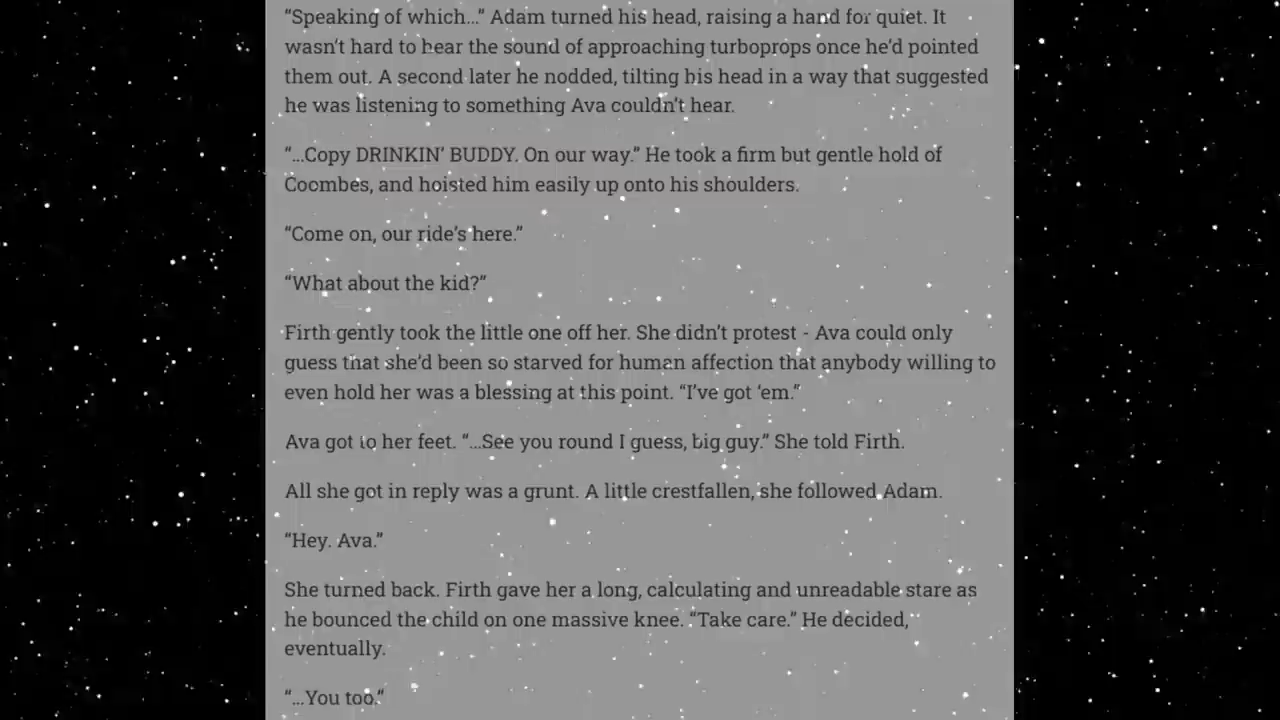 “Speaking of which…” Adam turned his head, raising a hand for quiet. It
wasn’t hard to hear the sound of approaching turboprops once he’d pointed
them out. A second later he nodded, tilting his head in a way that suggested
he was listening to something Ava couldn’t hear.
“…Copy DRINKIN’ BUDDY. On our way.” He took a firm but gentle hold of
Coombes, and hoisted him easily up onto his shoulders.
“Come on, our ride’s here.”
“What about the kid?”
Firth gently took the little one off her. She didn’t protest - Ava could only
guess that she’d been so starved for human affection that anybody willing to
even hold her was a blessing at this point. “I’ve got ‘em.”
Ava got to her feet. “…See you round I guess, big guy.” She told Firth.
All she got in reply was a grunt. A little crestfallen, she followed Adam.
“Hey. Ava.”
She turned back. Firth gave her a long, calculating and unreadable stare as
he bounced the child on one massive knee. “Take care.” He decided,
eventually.
“…You too.”